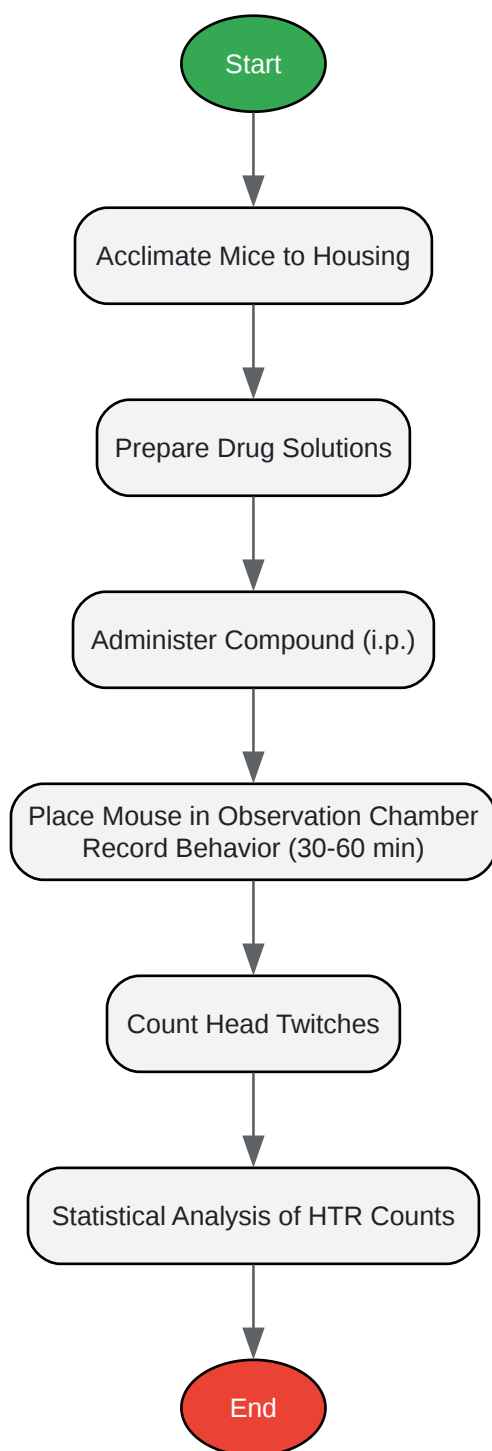 Start
Acclimate Mice to Housing
Prepare Drug Solutions
Administer Compound (i.p.)
Place Mouse in Observation Chamber
Record Behavior (30-60 min)
Count Head Twitches
Statistical Analysis of HTR Counts
End